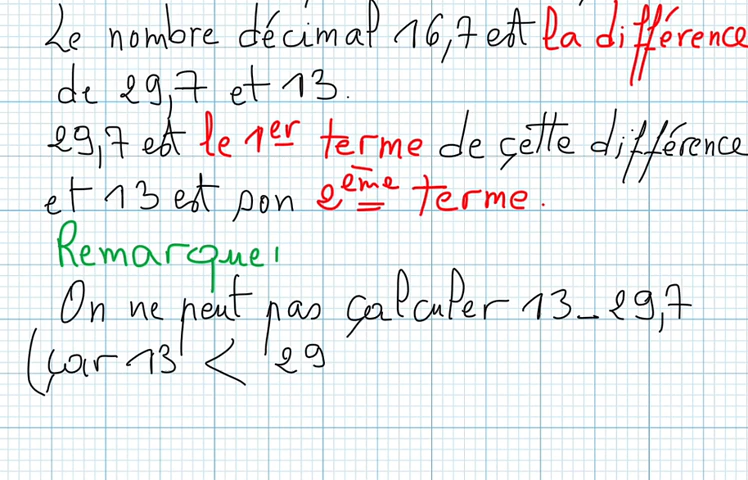 Le nombre décimal 16,7 est la différence
de 29,7 et 13.
29,7 est le 1er terme de cette différence
et 13 est son 2ème terme.
Remarque:
On ne peut pas calculer 13-29,7
(car 13 < 29